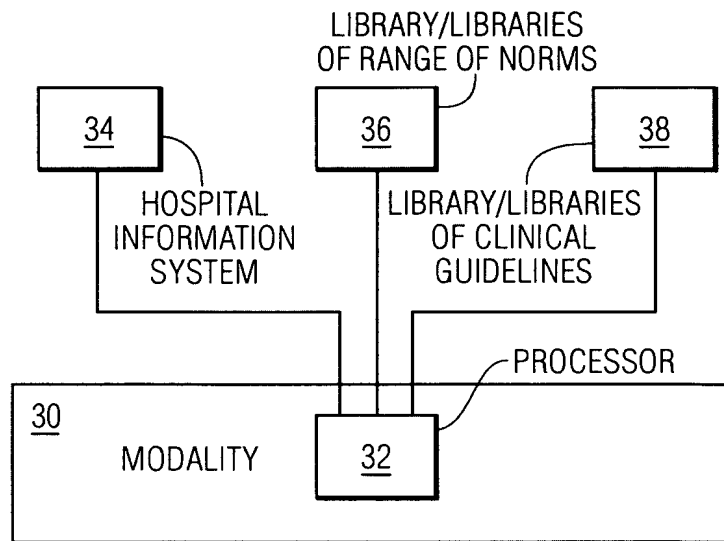 LIBRARY/LIBRARIES
OF RANGE OF NORMS
34
36
38
HOSPITAL
INFORMATION
SYSTEM
LIBRARY/LIBRARIES
OF CLINICAL
GUIDELINES
PROCESSOR
30
MODALITY
32